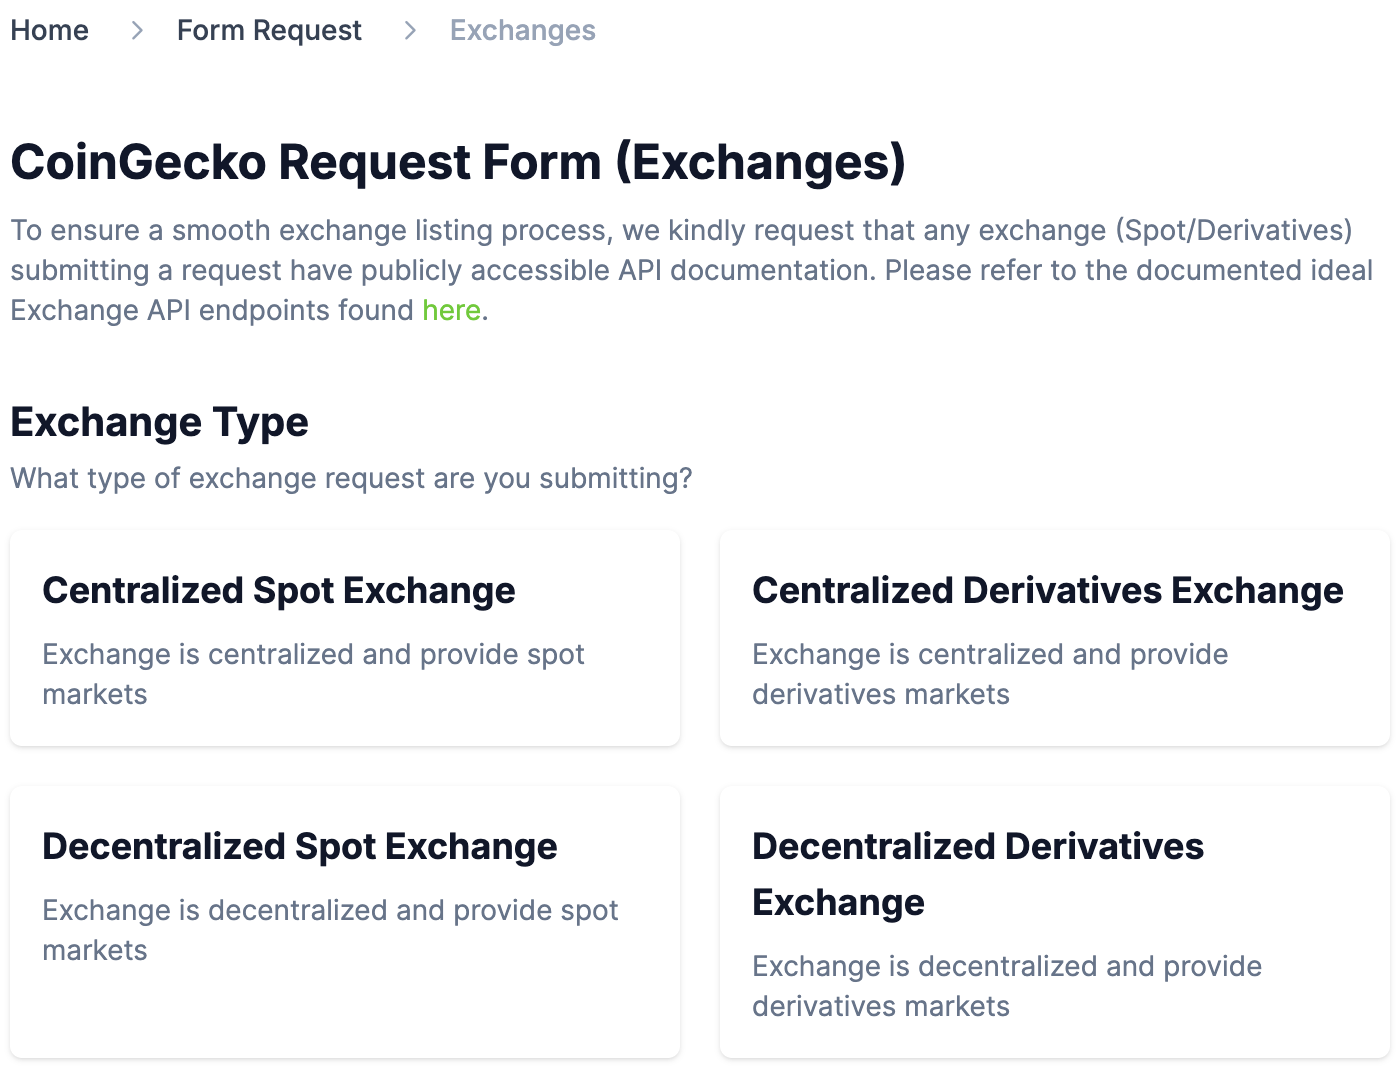 Home > Form Request > Exchanges
CoinGecko Request Form (Exchanges)
To ensure a smooth exchange listing process, we kindly request that any exchange (Spot/Derivatives)
submitting a request have publicly accessible API documentation. Please refer to the documented ideal
Exchange API endpoints found here.
Exchange Type
What type of exchange request are you submitting?
Centralized Spot Exchange
Exchange is centralized and provide spot
markets
Centralized Derivatives Exchange
Exchange is centralized and provide
derivatives markets
Decentralized Spot Exchange
Exchange is decentralized and provide spot
markets
Decentralized Derivatives
Exchange
Exchange is decentralized and provide
derivatives markets